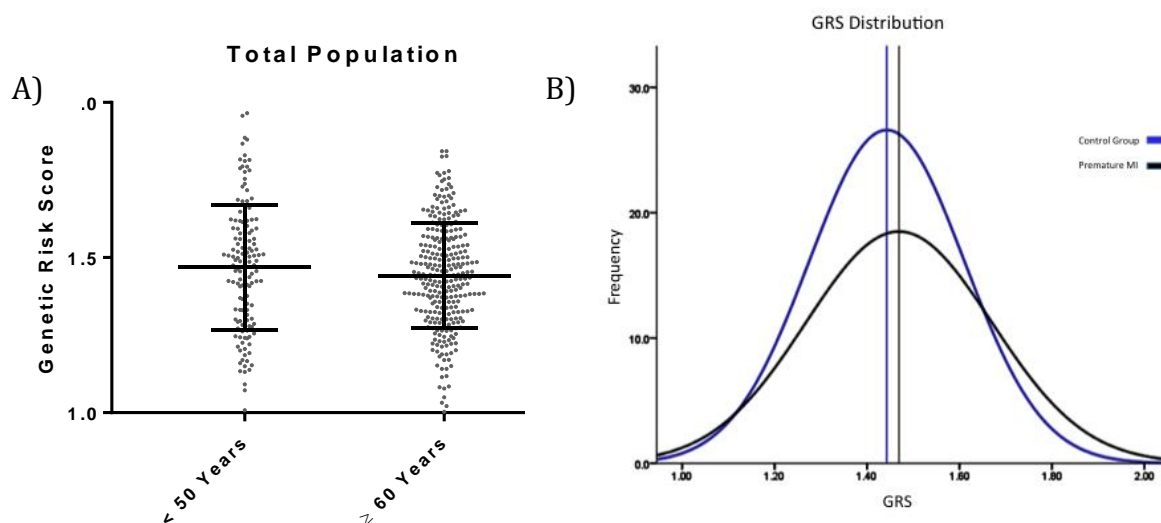 A)
Total Population
.0
1.5
1.0
Genetic Risk Score
< 50 Years
≥ 60 Years
B)
GRS Distribution
30.0
20.0
10.0
0.0
Frequency
Control Group
Premature MI
1.00 1.20 1.40 1.60 1.80 2.00
GRS